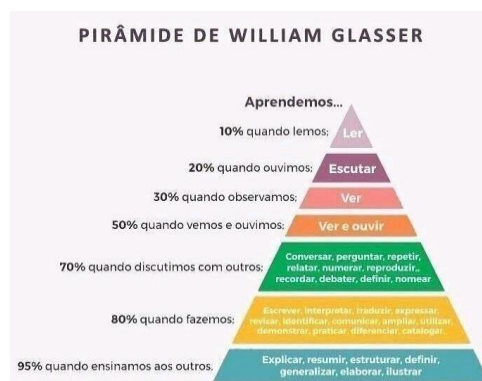 PIRÂMIDE DE WILLIAM GLASSER
Aprendemos...
10% quando lemos;
Ler
20% quando ouvimos;
Escutar
30% quando observamos;
Ver
50% quando vemos e ouvimos;
Ver e ouvir
70% quando discutimos com outros;
Conversar, perguntar, repetir,
relatar, numerar, reproduzir,,
recordar, debater, definir, nomear
80% quando fazemos;
Escrever, interpretar, traduzir, expressar,
revisar, identificar, comunicar, ampliar, utilizar,
demonstrar, praticar, diferenciar, catalogar.
95% quando ensinamos aos outros.
Explicar, resumir, estruturar, definir,
generalizar, elaborar, ilustrar